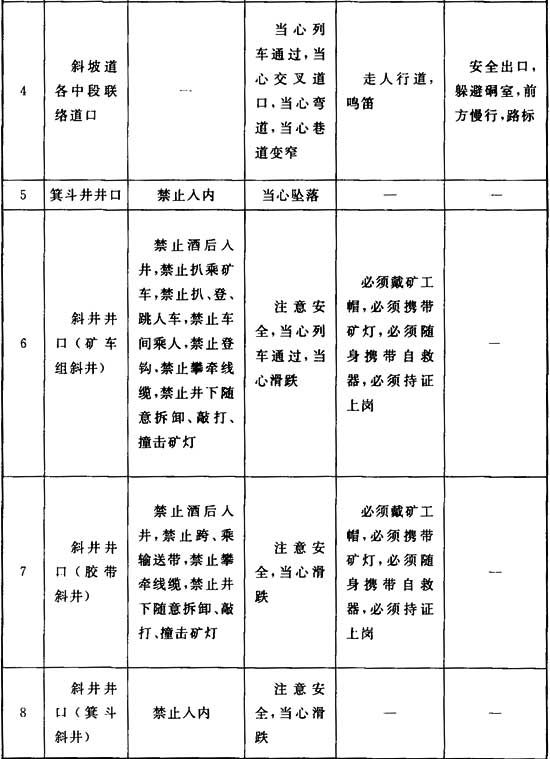 4
斜坡道
各中段联
络道口
—
当心列
车通过,当
心交叉道
口,当心弯
道,当心巷
道变窄
走人行道,
鸣笛
安全出口,
躲避硐室,前
方慢行,路标
5
箕斗井井口
禁止入内
当心坠落
—
—
6
斜井井
口(矿车
组斜井)
禁止酒后入
井,禁止扒乘矿
车,禁止扒、登、
跳人车,禁止车
间乘人,禁止登
钩,禁止攀牵线
缆,禁止井下随
意拆卸、敲打、
撞击矿灯
注意安
全,当心列
车通过,当
心滑跌
必须戴矿工
帽,必须携带
矿灯,必须随
身携带自救
器,必须持证
上岗
—
7
斜井井
口(胶带
斜井)
禁止酒后入
井,禁止跨、乘
输送带,禁止攀
牵线缆,禁止井
下随意拆卸、敲
打、撞击矿灯
注意安
全,当心滑
跌
必须戴矿工
帽,必须携带
矿灯,必须随
身携带自救
器,必须持证
上岗
—
8
斜井井
口(箕斗
斜井)
禁止入内
注意安
全,当心滑
跌
—
—